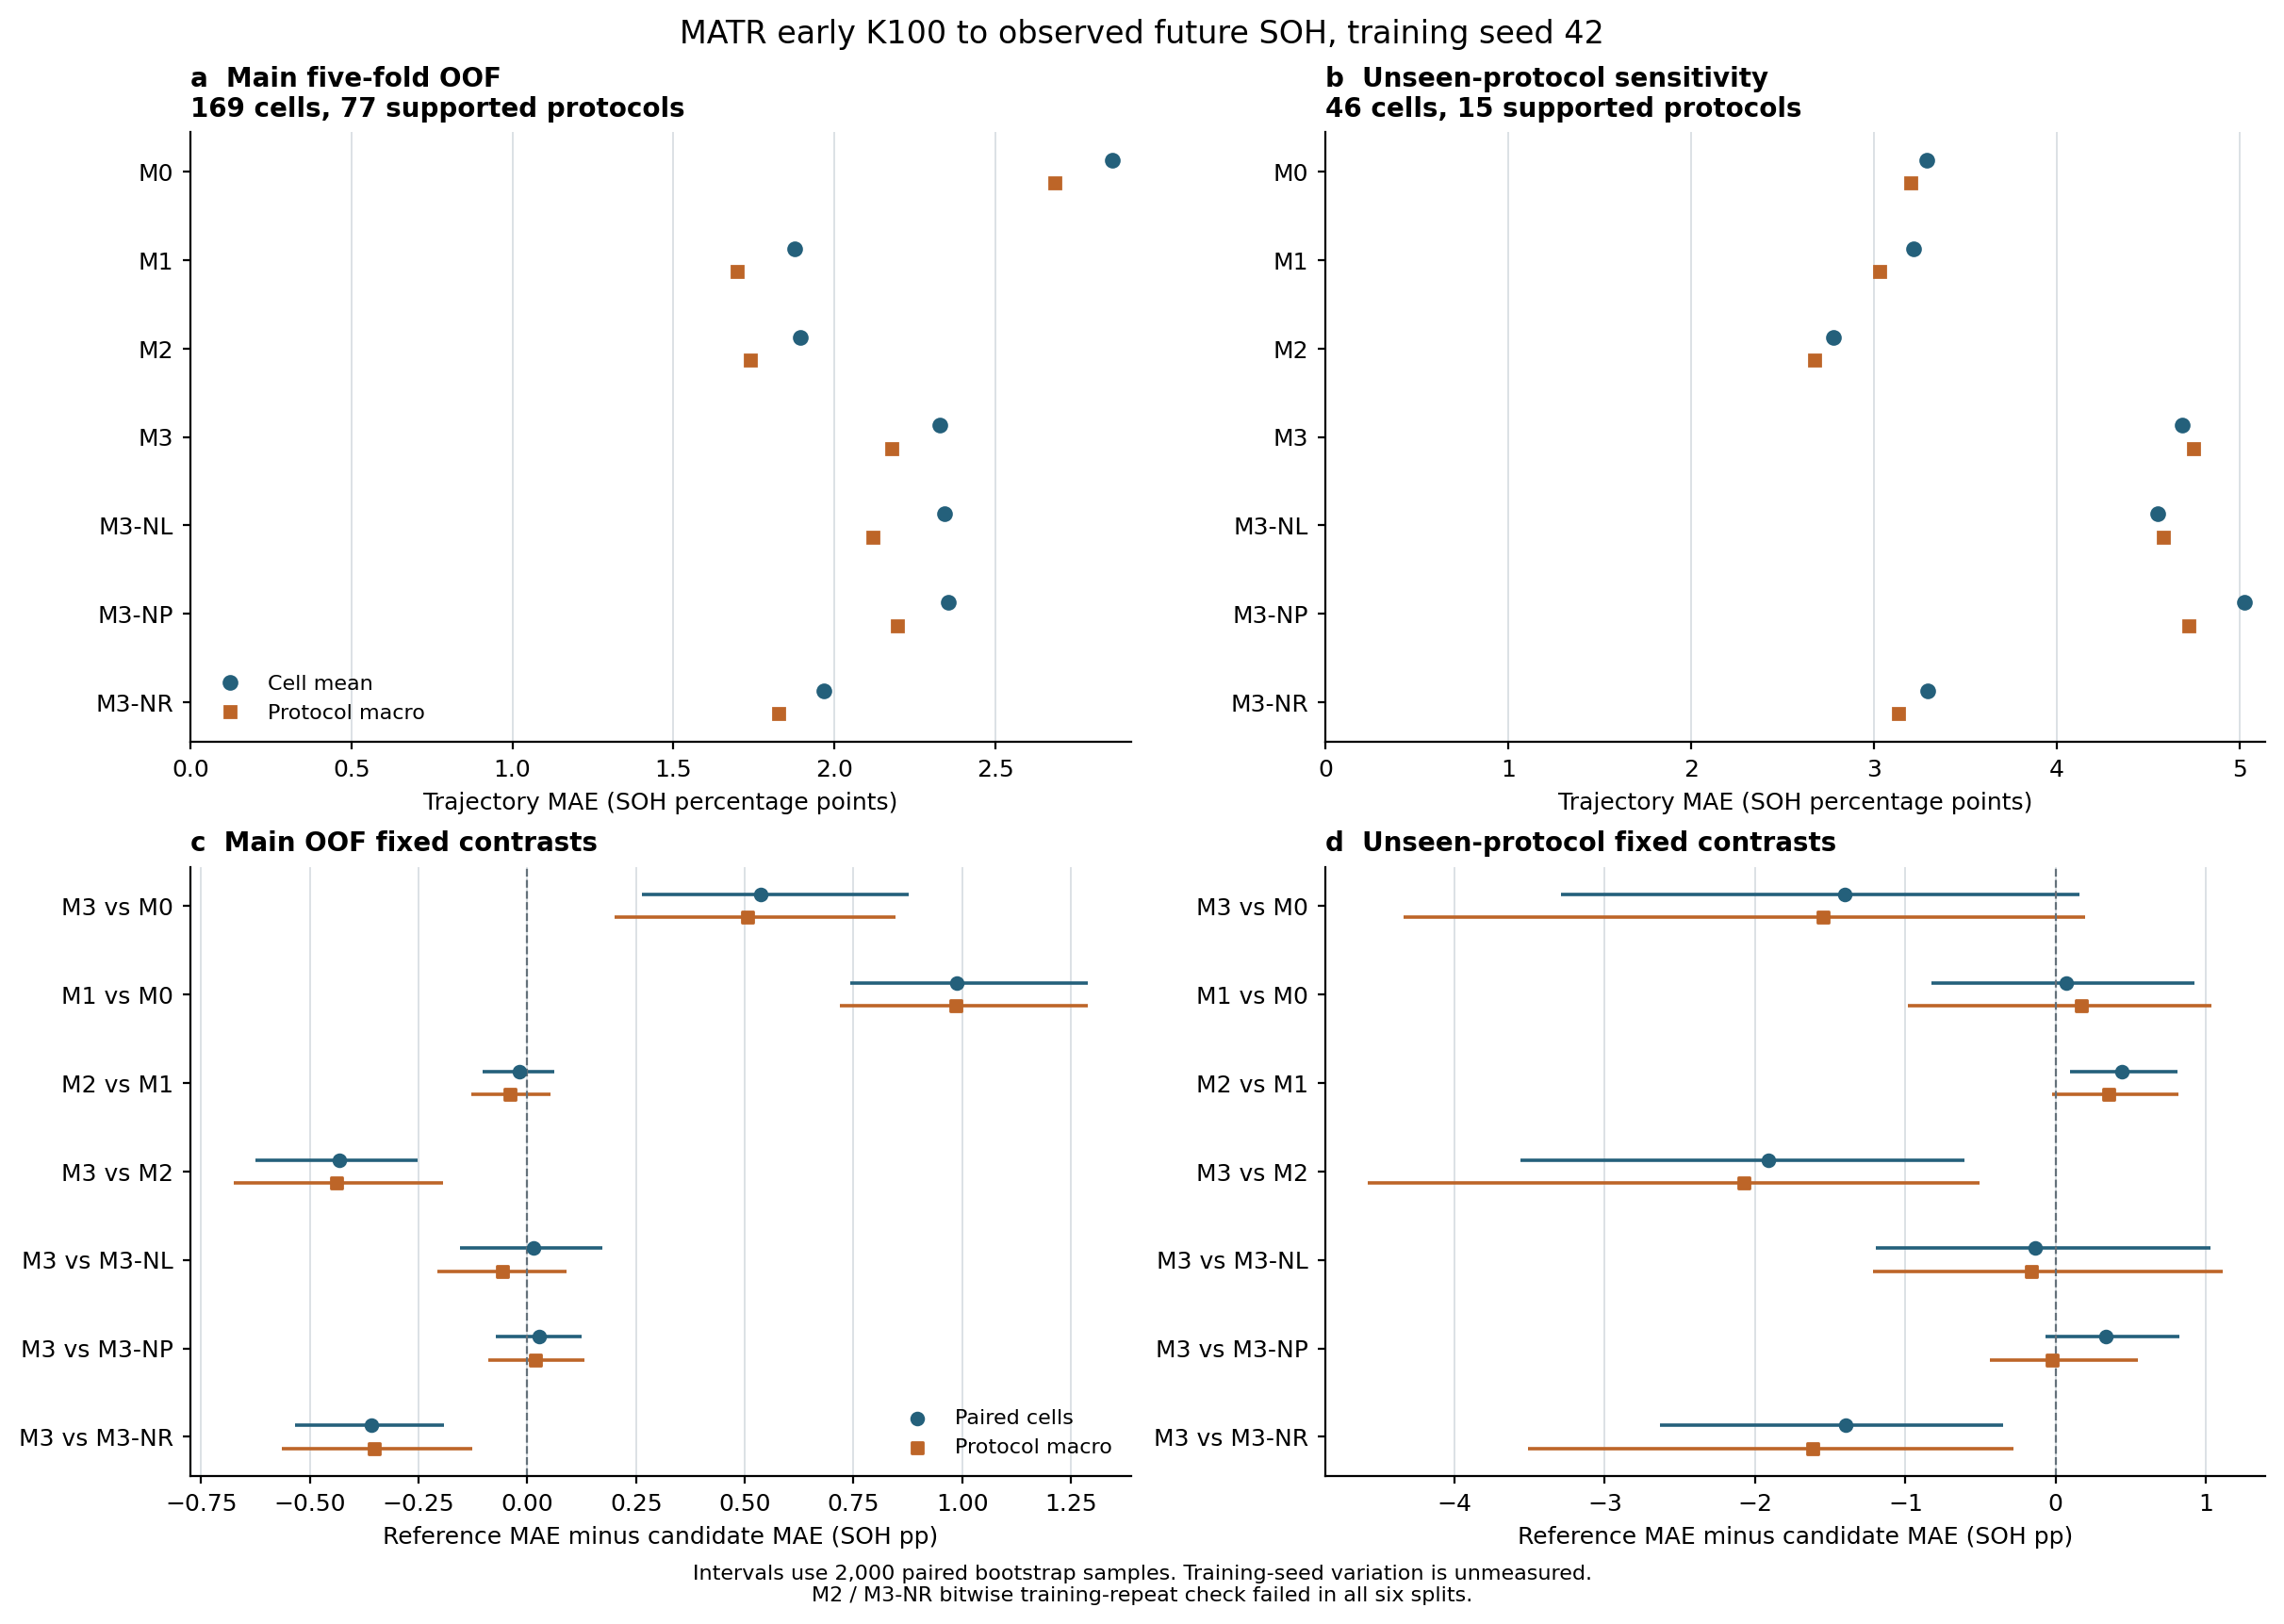 MATR early K100 to observed future SOH, training seed 42
a  Main five-fold OOF
169 cells, 77 supported protocols
M0
M1
M2
M3
M3-NL
M3-NP
M3-NR
Cell mean
Protocol macro
0.0 0.5 1.0 1.5 2.0 2.5
Trajectory MAE (SOH percentage points)
b  Unseen-protocol sensitivity
46 cells, 15 supported protocols
M0
M1
M2
M3
M3-NL
M3-NP
M3-NR
0 1 2 3 4 5
Trajectory MAE (SOH percentage points)
c  Main OOF fixed contrasts
M3 vs M0
M1 vs M0
M2 vs M1
M3 vs M2
M3 vs M3-NL
M3 vs M3-NP
M3 vs M3-NR
Paired cells
Protocol macro
−0.75 −0.50 −0.25 0.00 0.25 0.50 0.75 1.00 1.25
Reference MAE minus candidate MAE (SOH pp)
d  Unseen-protocol fixed contrasts
M3 vs M0
M1 vs M0
M2 vs M1
M3 vs M2
M3 vs M3-NL
M3 vs M3-NP
M3 vs M3-NR
−4 −3 −2 −1 0 1
Reference MAE minus candidate MAE (SOH pp)
Intervals use 2,000 paired bootstrap samples. Training-seed variation is unmeasured.
M2 / M3-NR bitwise training-repeat check failed in all six splits.